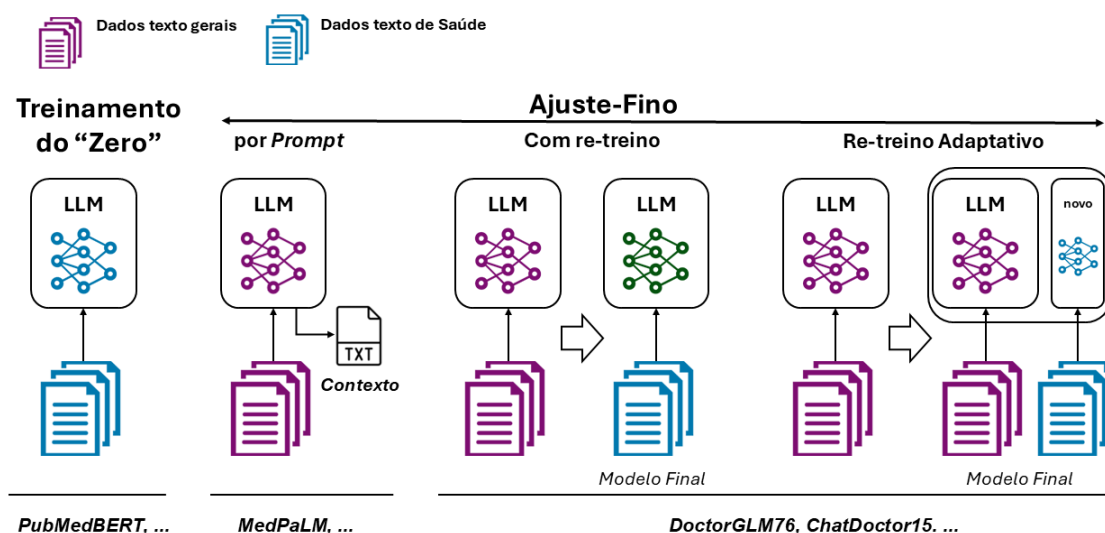 Dados texto gerais
Dados texto de Saúde
Treinamento
do “Zero”
Ajuste-Fino
por Prompt
Com re-treino
Re-treino Adaptativo
LLM
LLM
LLM
LLM
LLM
LLM
novo
TXT
Contexto
Modelo Final
Modelo Final
PubMedBERT, ...
MedPaLM, ...
DoctorGLM76, ChatDoctor15. ...